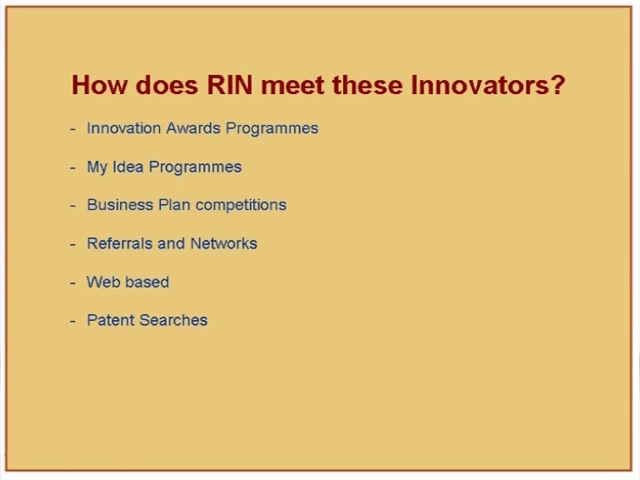 How does RIN meet these Innovators?
- Innovation Awards Programmes
- My Idea Programmes
- Business Plan competitions
- Referrals and Networks
- Web based
- Patent Searches